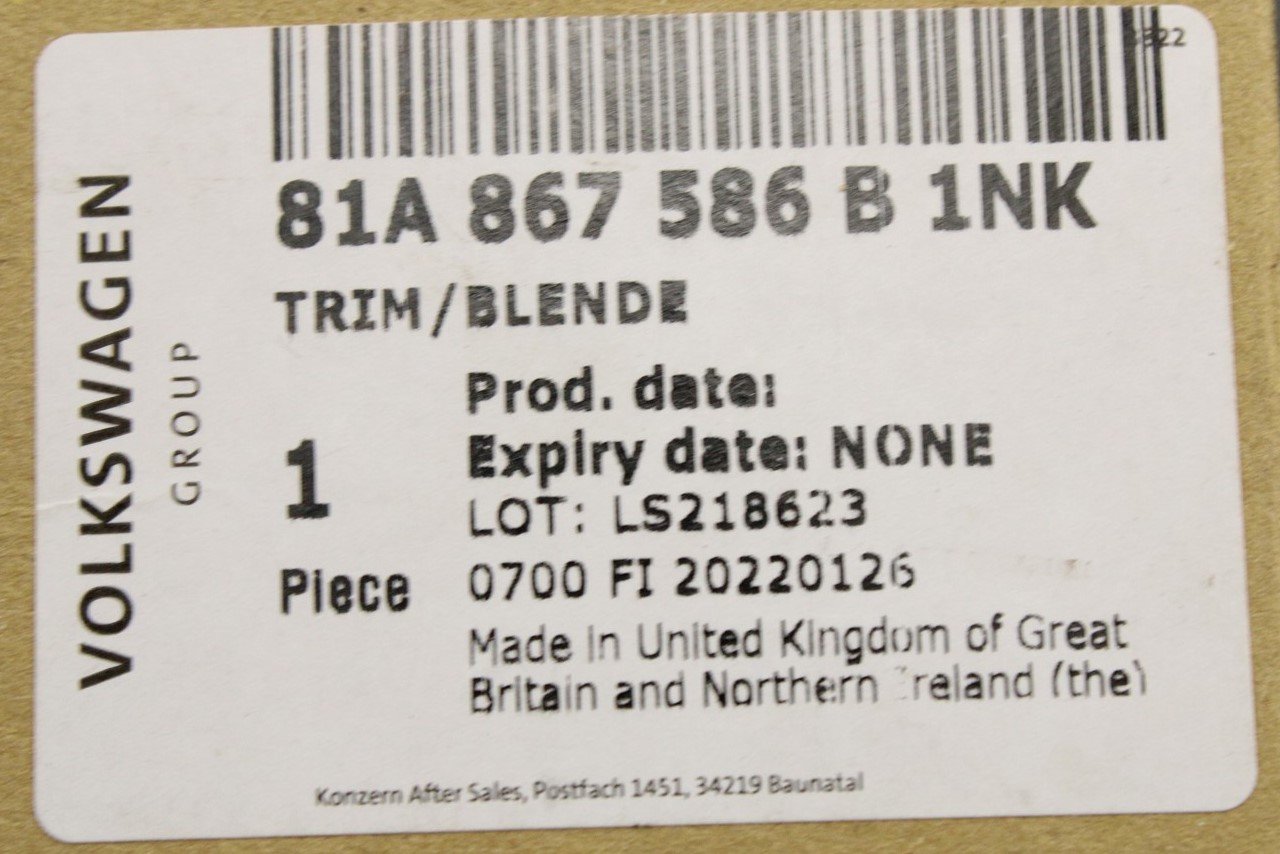 VOLKSWAGEN
GROUP
81A 867 586 B 1NK
TRIM/BLENDE
Prod. date:
Expiry date: NONE
1
LOT: LS218623
Piece
0700 FI 20220126
Made in United Kingdom of Great
Britain and Northern Ireland (the)
Konzern After Sales, Postfach 1451, 34219 Baunatal